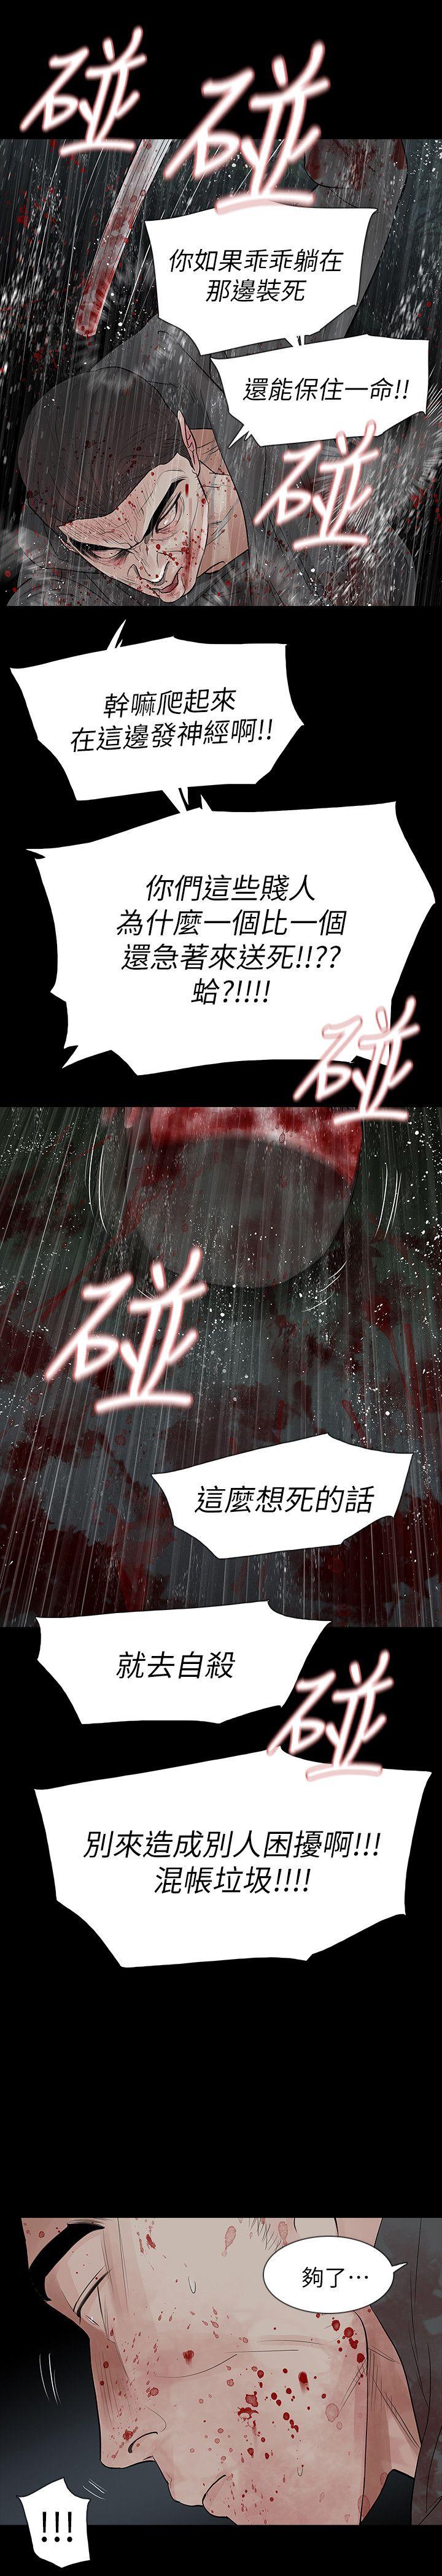 碰
碰
你如果乖乖躺在
那邊裝死
還能保住一命!!
碰
幹嘛爬起來
在這邊發神經啊!!
你們這些賤人
為什麼一個比一個
還急著來送死!!??
蛤?!!!!
碰
碰
這麼想死的話
就去自殺
碰
別來造成別人困擾啊!!!
混帳垃圾!!!!
夠了…
!!!